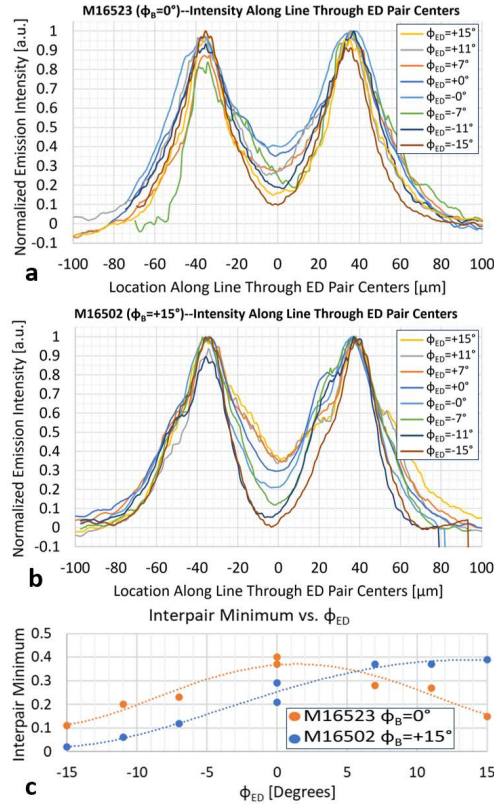 M16523 (ϕB=0°)--Intensity Along Line Through ED Pair Centers
Normalized Emission Intensity [a.u.]
1
0.9
0.8
0.7
0.6
0.5
0.4
0.3
0.2
0.1
0
-0.1
ϕED=+15°
ϕED=+11°
ϕED=+7°
ϕED=+0°
ϕED=-0°
ϕED=-7°
ϕED=-11°
ϕED=-15°
-100 -80 -60 -40 -20 0 20 40 60 80 100
a
Location Along Line Through ED Pair Centers [µm]
M16502 (ϕB=+15°)--Intensity Along Line Through ED Pair Centers
Normalized Emission Intensity [a.u.]
1
0.9
0.8
0.7
0.6
0.5
0.4
0.3
0.2
0.1
0
-0.1
ϕED=+15°
ϕED=+11°
ϕED=+7°
ϕED=+0°
ϕED=-0°
ϕED=-7°
ϕED=-11°
ϕED=-15°
-100 -80 -60 -40 -20 0 20 40 60 80 100
b
Location Along Line Through ED Pair Centers [µm]
Interpair Minimum vs. ϕED
Interpair Minimum
0.5
0.4
0.3
0.2
0.1
0
M16523 ϕB=0°
M16502 ϕB=+15°
-15 -10 -5 0 5 10 15
c
ϕED [Degrees]